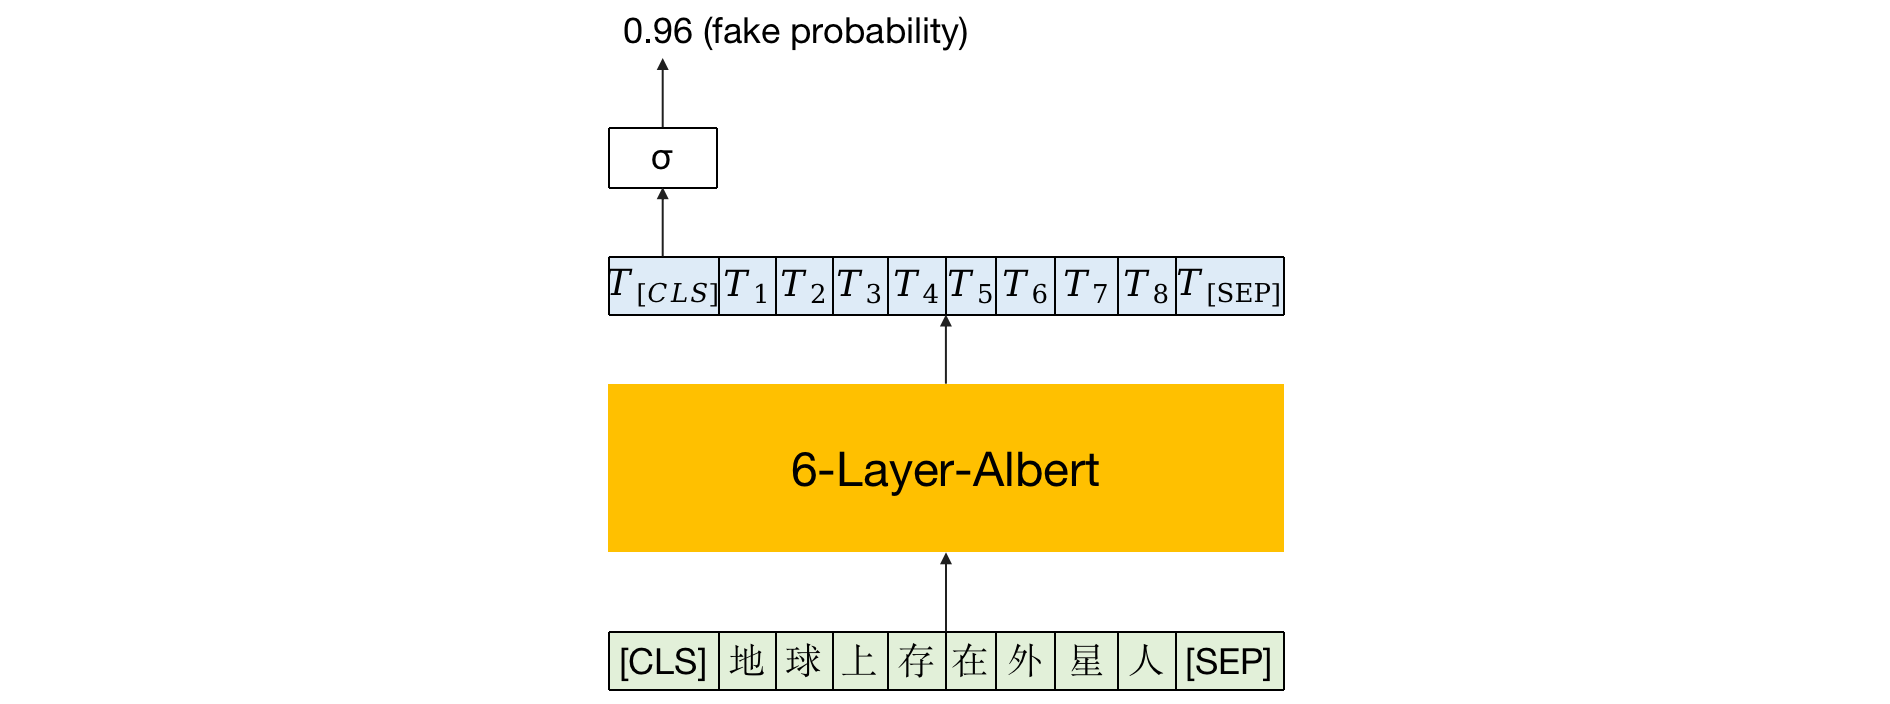 0.96 (fake probability)
σ
T[CLS] T1 T2 T3 T4 T5 T6 T7 T8 T[SEP]
6-Layer-Albert
[CLS] 地 球 上 存 在 外 星 人 [SEP]